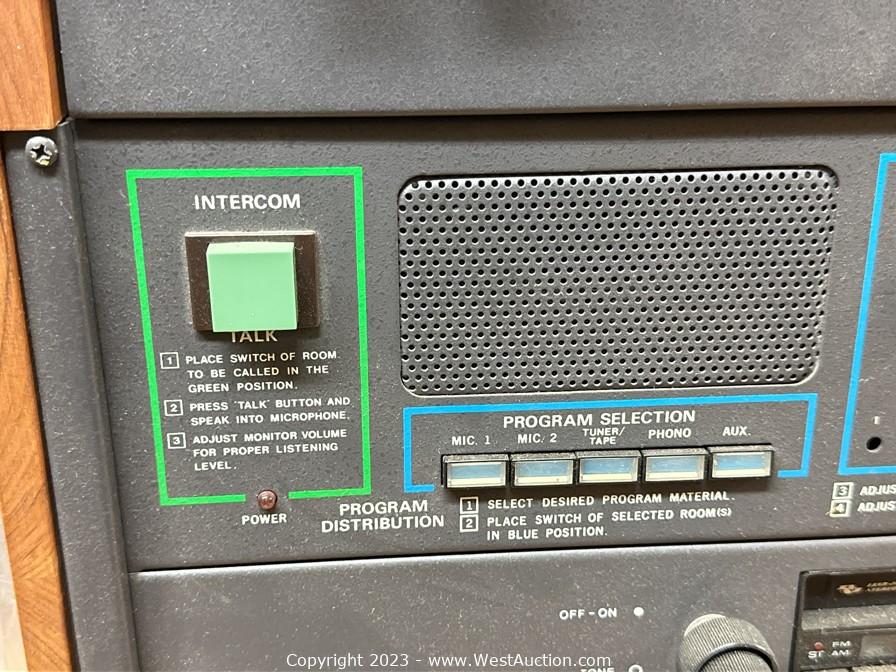 INTERCOM
TALK
1 PLACE SWITCH OF ROOM
TO BE CALLED IN THE
GREEN POSITION.
2 PRESS "TALK" BUTTON AND
SPEAK INTO MICROPHONE.
3 ADJUST MONITOR VOLUME
FOR PROPER LISTENING
LEVEL.
POWER
PROGRAM SELECTION
MIC. 1 MIC. 2 TUNER/ PHONO AUX.
TAPE
PROGRAM
DISTRIBUTION
1 SELECT DESIRED PROGRAM MATERIAL.
2 PLACE SWITCH OF SELECTED ROOM(S)
IN BLUE POSITION.
3 ADJUS
4 ADJUST
OFF-ON
TONE
FM
ST AM
Copyright 2023 - www.WestAuction.com